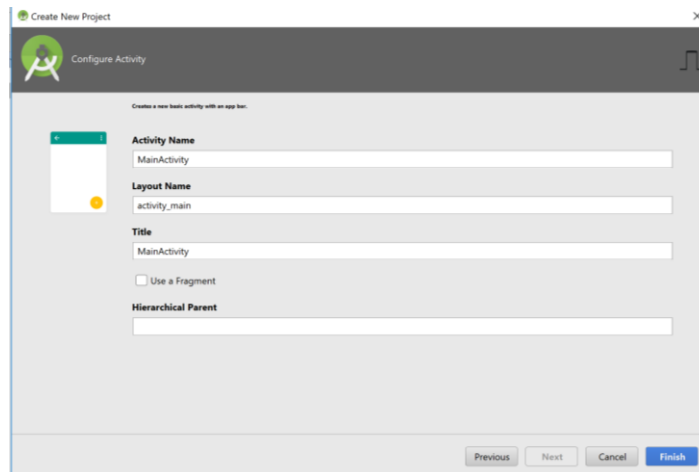 Create New Project
Configure Activity
Creates a new basic activity with an app bar.
Activity Name
MainActivity
Layout Name
activity_main
Title
MainActivity
Use a Fragment
Hierarchical Parent
Previous Next Cancel Finish